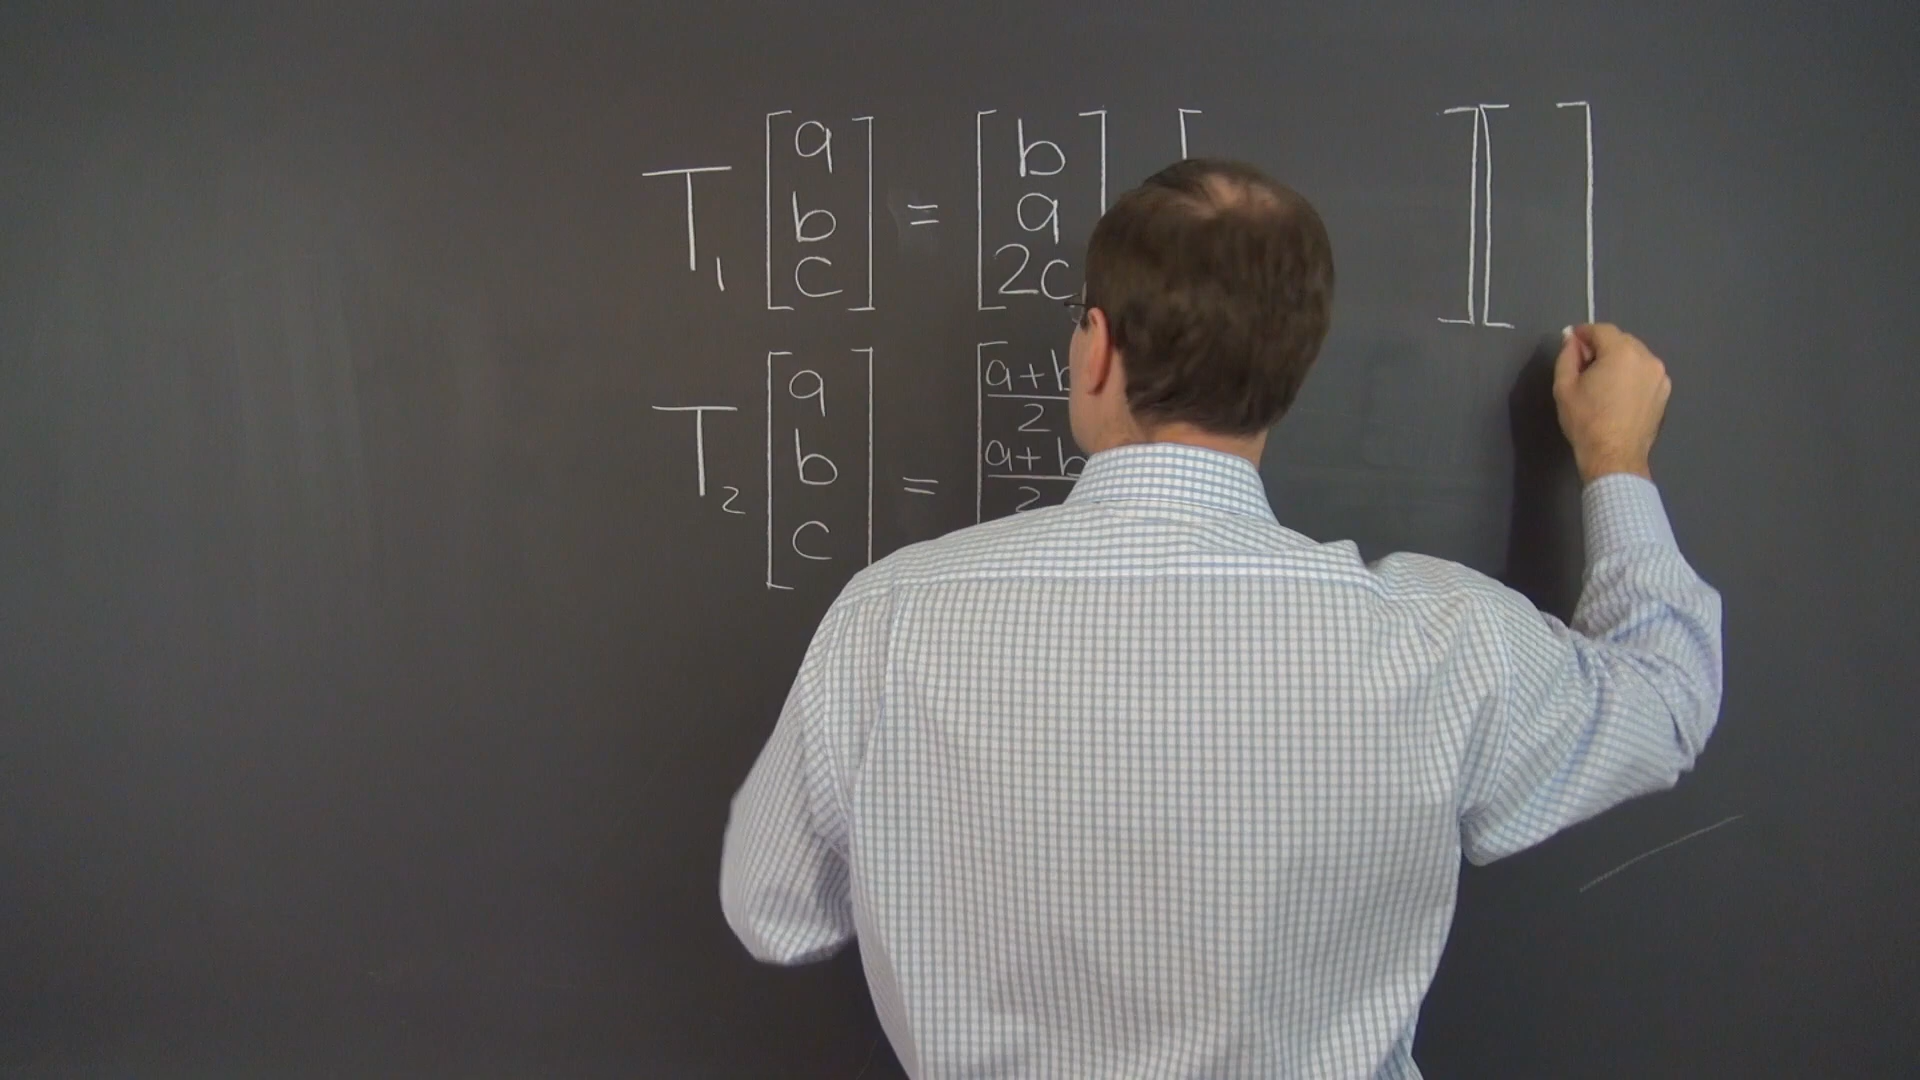 T₁ [a b c] = [b a 2c] [ ] [ ]
T₂ [a b c] = [a+b/2 a+b/2